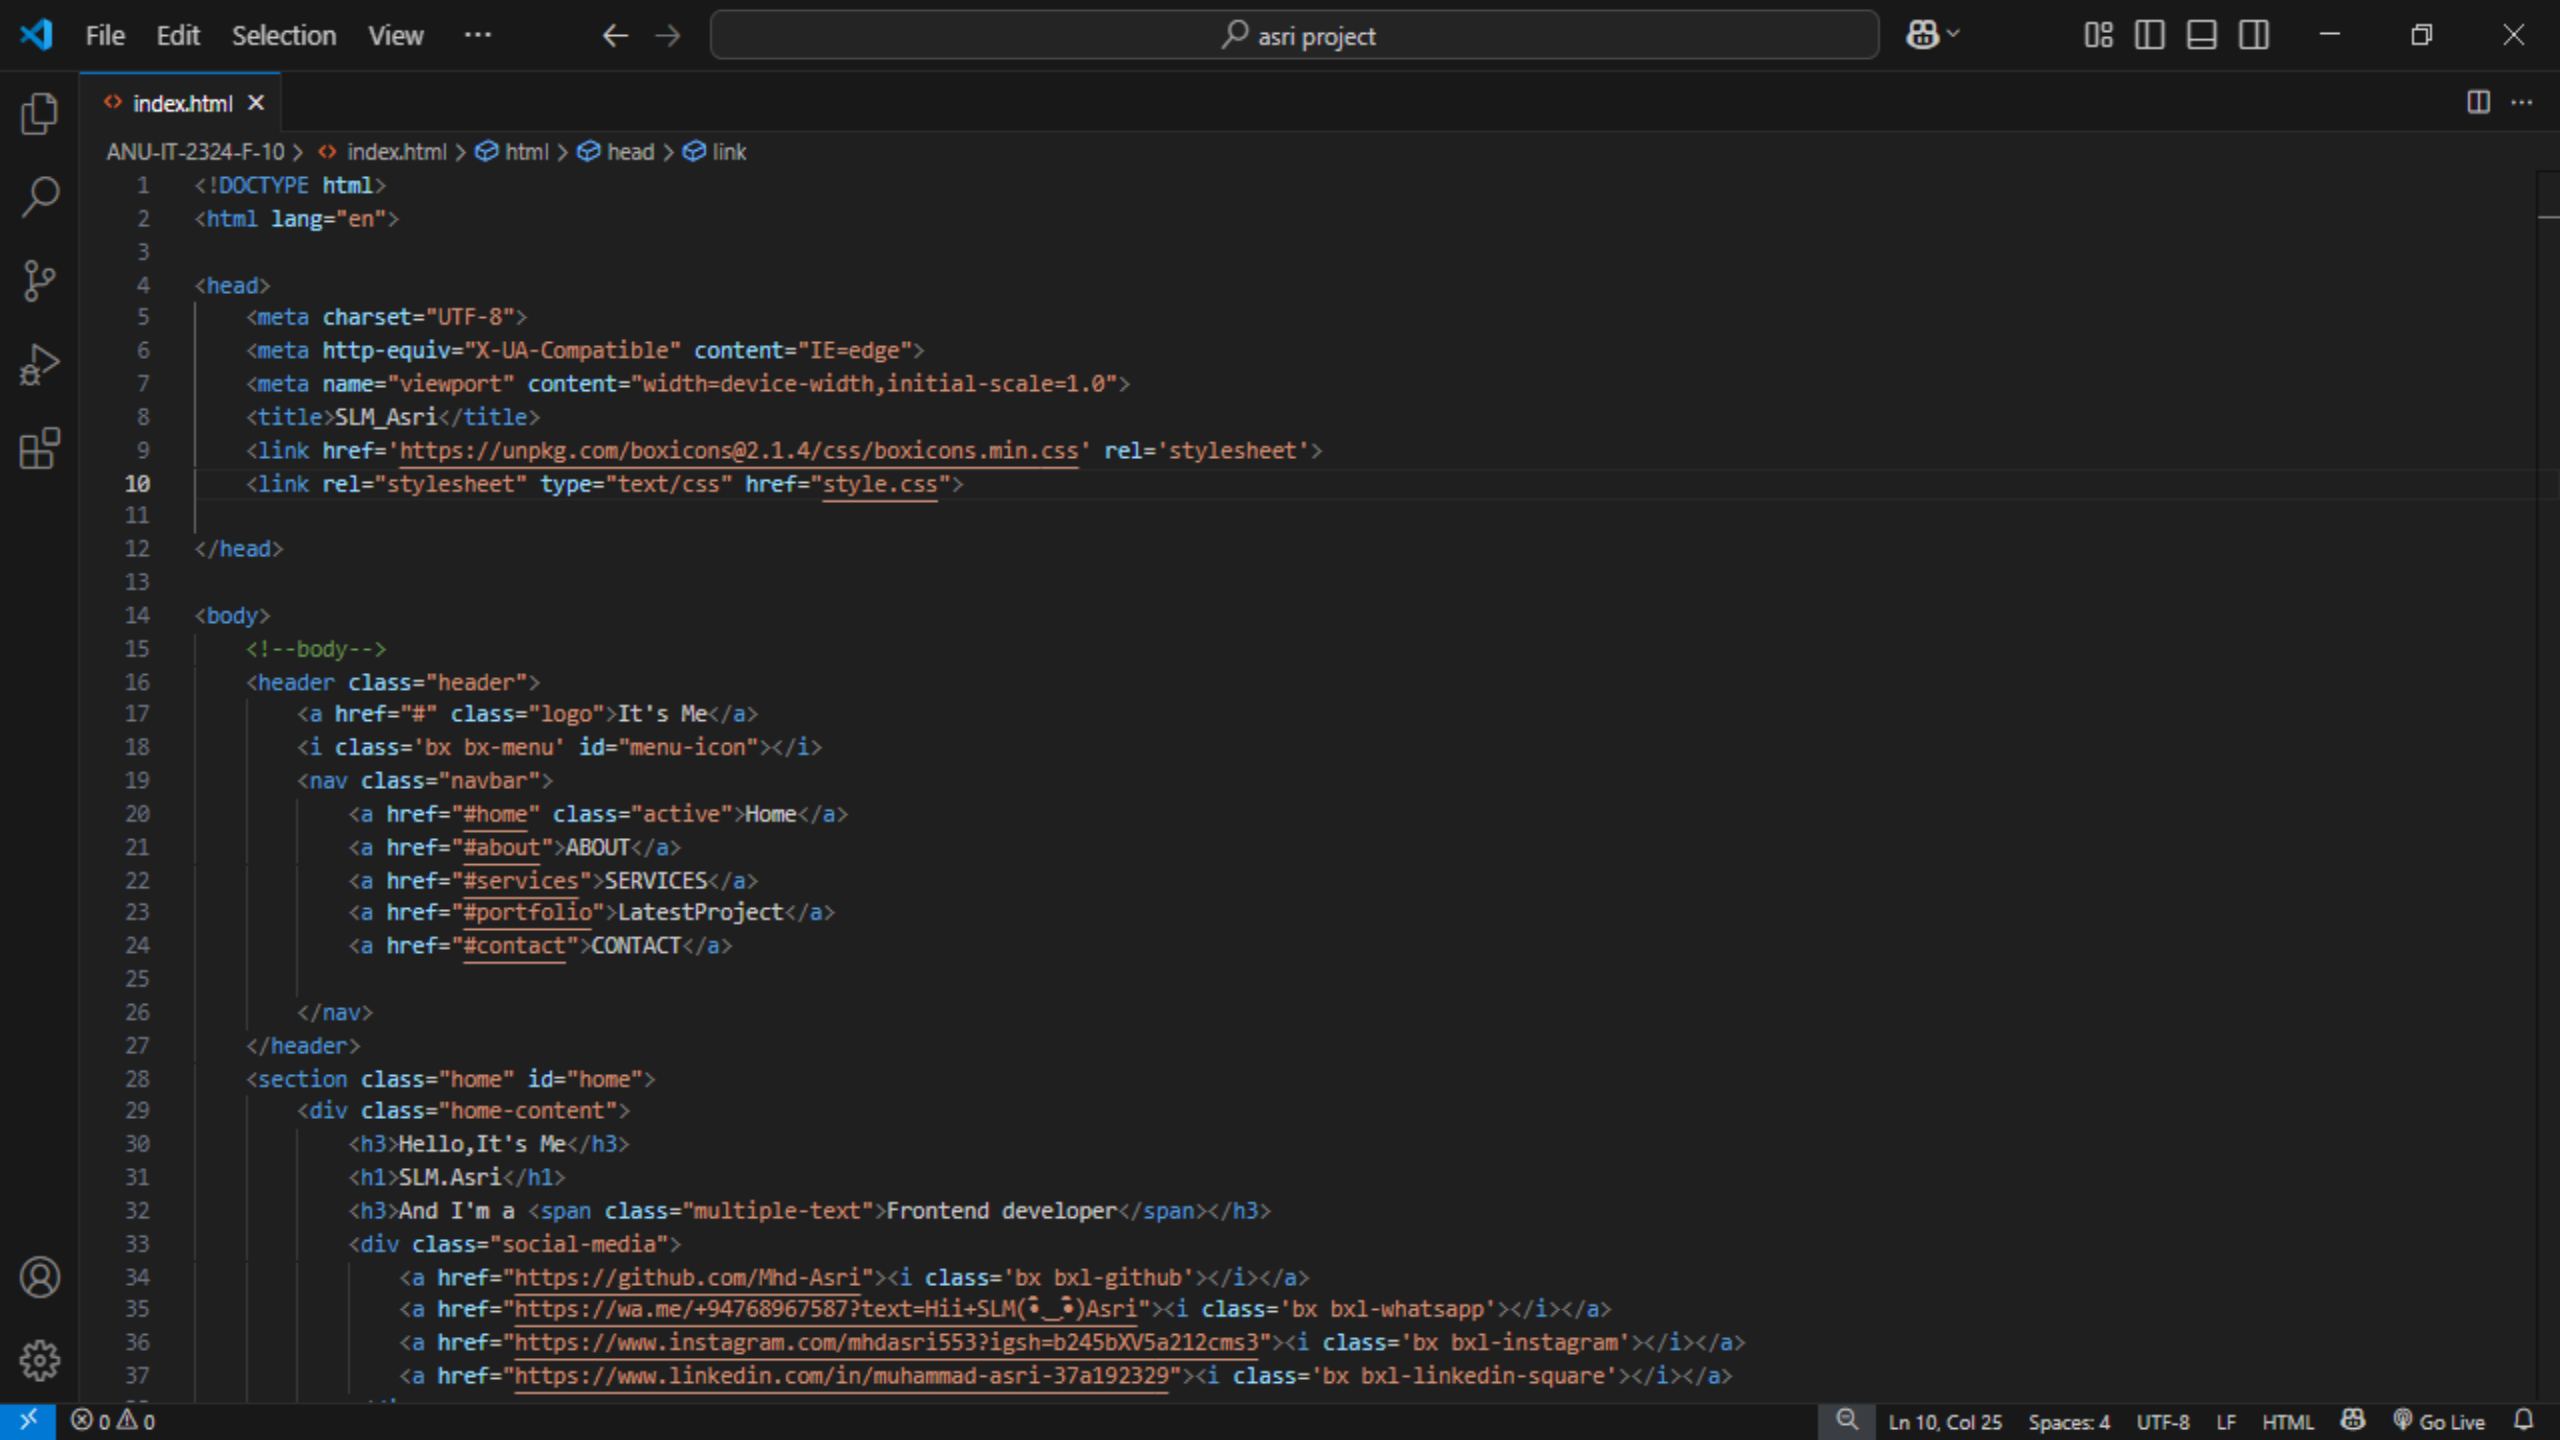 File Edit Selection View ··· asri project
index.html
ANU-IT-2324-F-10 > index.html > html > head > link
1 <!DOCTYPE html>
2 <html lang="en">
3
4 <head>
5 <meta charset="UTF-8">
6 <meta http-equiv="X-UA-Compatible" content="IE=edge">
7 <meta name="viewport" content="width=device-width,initial-scale=1.0">
8 <title>SLM_Asri</title>
9 <link href='https://unpkg.com/boxicons@2.1.4/css/boxicons.min.css' rel='stylesheet'>
10 <link rel="stylesheet" type="text/css" href="style.css">
11
12 </head>
13
14 <body>
15 <!--body-->
16 <header class="header">
17 <a href="#" class="logo">It's Me</a>
18 <i class='bx bx-menu' id="menu-icon"></i>
19 <nav class="navbar">
20 <a href="#home" class="active">Home</a>
21 <a href="#about">ABOUT</a>
22 <a href="#services">SERVICES</a>
23 <a href="#portfolio">LatestProject</a>
24 <a href="#contact">CONTACT</a>
25
26 </nav>
27 </header>
28 <section class="home" id="home">
29 <div class="home-content">
30 <h3>Hello,It's Me</h3>
31 <h1>SLM.Asri</h1>
32 <h3>And I'm a <span class="multiple-text">Frontend developer</span></h3>
33 <div class="social-media">
34 <a href="https://github.com/Mhd-Asri"><i class='bx bxl-github'></i></a>
35 <a href="https://wa.me/+94768967587?text=Hii+SLM(•̂_•̂)Asri"><i class='bx bxl-whatsapp'></i></a>
36 <a href="https://www.instagram.com/mhdasri553?igsh=b245bXV5a212cms3"><i class='bx bxl-instagram'></i></a>
37 <a href="https://www.linkedin.com/in/muhammad-asri-37a192329"><i class='bx bxl-linkedin-square'></i></a>
0 0 Ln 10, Col 25 Spaces: 4 UTF-8 LF HTML Go Live